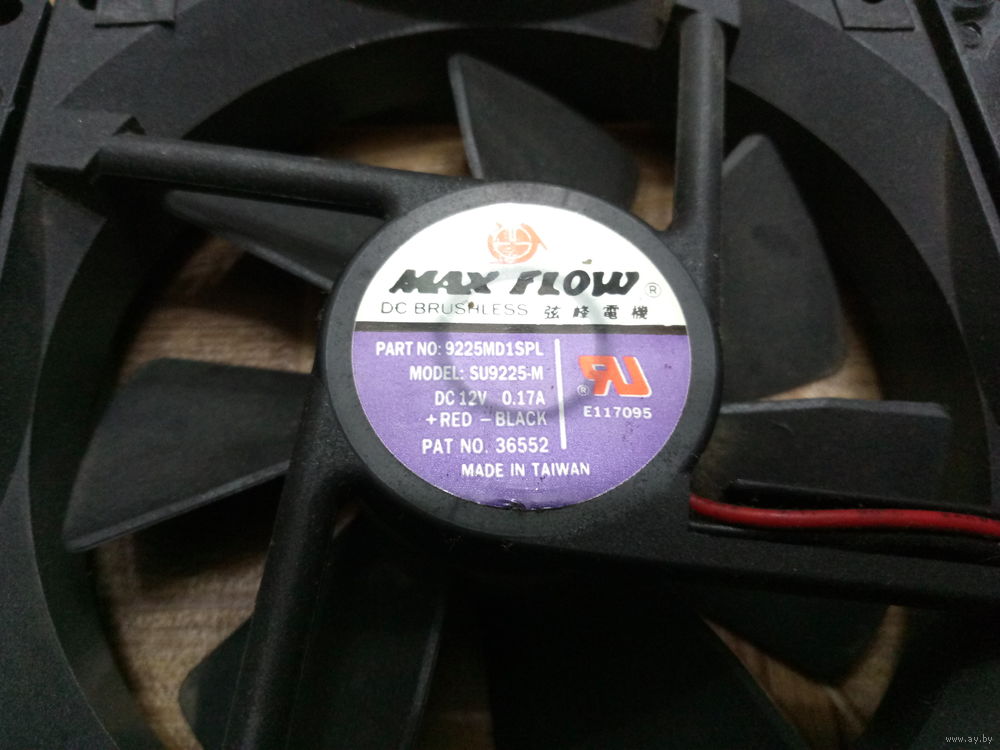 MAX FLOW ®
DC BRUSHLESS 弦峰電機
PART NO: 9225MD1SPL
MODEL: SU9225-M
DC 12V 0.17A
+RED -BLACK
PAT NO. 36552
MADE IN TAIWAN
® RU
E117095
www.ay.by